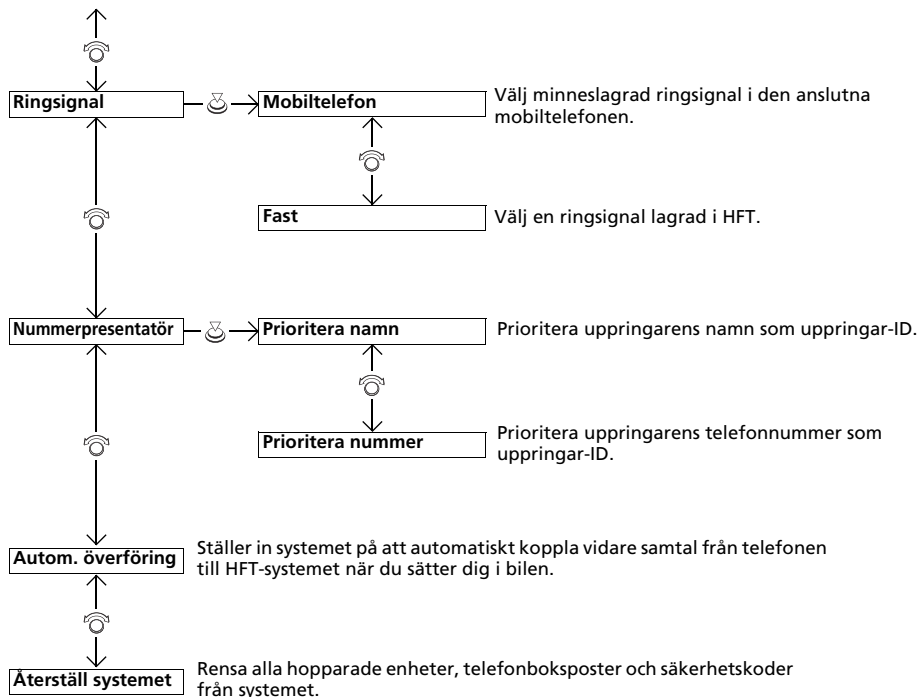 Ringsignal
Mobiltelefon
Välj minneslagrad ringsignal i den anslutna
mobiltelefonen.
Fast
Välj en ringsignal lagrad i HFT.
Nummerpresentatör
Prioritera namn
Prioritera uppringarens namn som uppringar-ID.
Prioritera nummer
Prioritera uppringarens telefonnummer som
uppringar-ID.
Autom. överföring
Ställer in systemet på att automatiskt koppla vidare samtal från telefonen
till HFT-systemet när du sätter dig i bilen.
Återställ systemet
Rensa alla hopparade enheter, telefonboksposter och säkerhetskoder
från systemet.